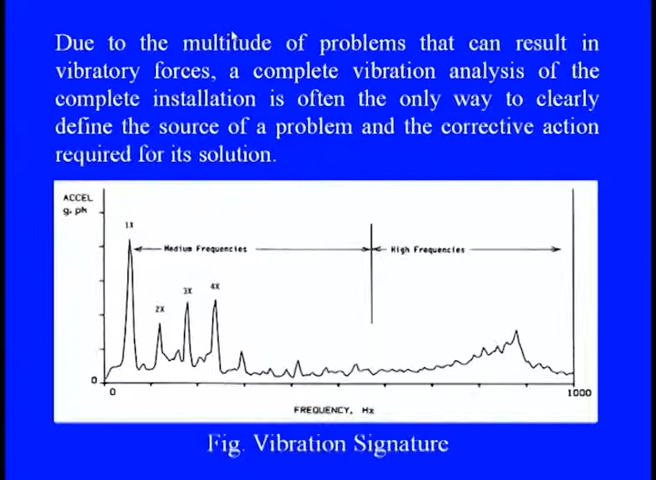 Due to the multitude of problems that can result in
vibratory forces, a complete vibration analysis of the
complete installation is often the only way to clearly
define the source of a problem and the corrective action
required for its solution.
ACCEL
g. pk
1X
Medium Frequencies
High Frequencies
2X
3X
4X
0
0
1000
FREQUENCY, Hx
Fig. Vibration Signature